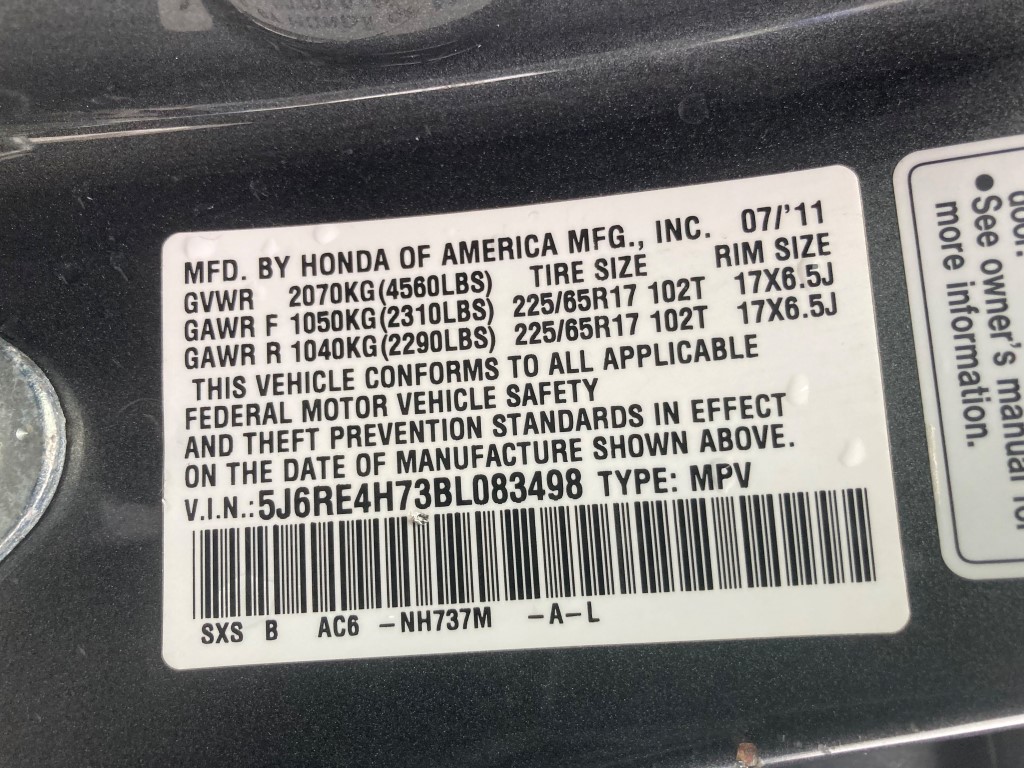 MFD. BY HONDA OF AMERICA MFG., INC. 07/'11
GVWR 2070KG(4560LBS) TIRE SIZE RIM SIZE
GAWR F 1050KG(2310LBS) 225/65R17 102T 17X6.5J
GAWR R 1040KG(2290LBS) 225/65R17 102T 17X6.5J
THIS VEHICLE CONFORMS TO ALL APPLICABLE
FEDERAL MOTOR VEHICLE SAFETY
AND THEFT PREVENTION STANDARDS IN EFFECT
ON THE DATE OF MANUFACTURE SHOWN ABOVE.
V.I.N.: 5J6RE4H73BL083498 TYPE: MPV
SXS B AC6 -NH737M -A-L
door.
●See owner's manual for
more information.